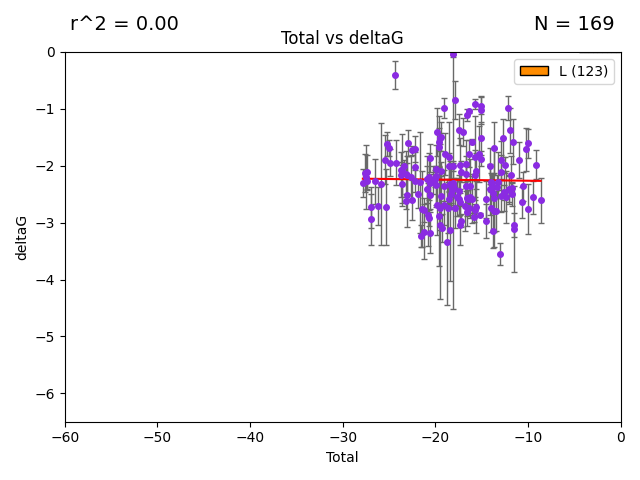 r^2 = 0.00
N = 169
Total vs deltaG
L (123)
0
−1
−2
−3
−4
−5
−6
deltaG
−60
−50
−40
−30
−20
−10
0
Total